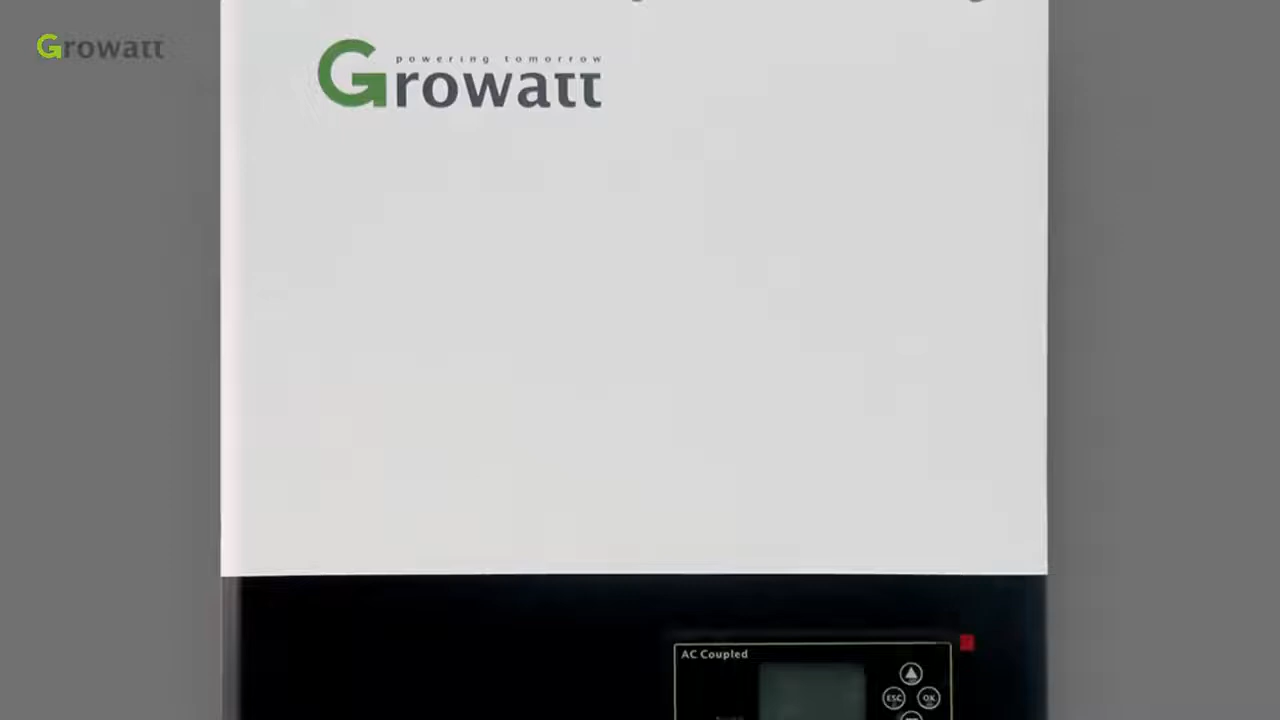 Growatt
powering tomorrow
Growatt
AC Coupled
ESC
OK